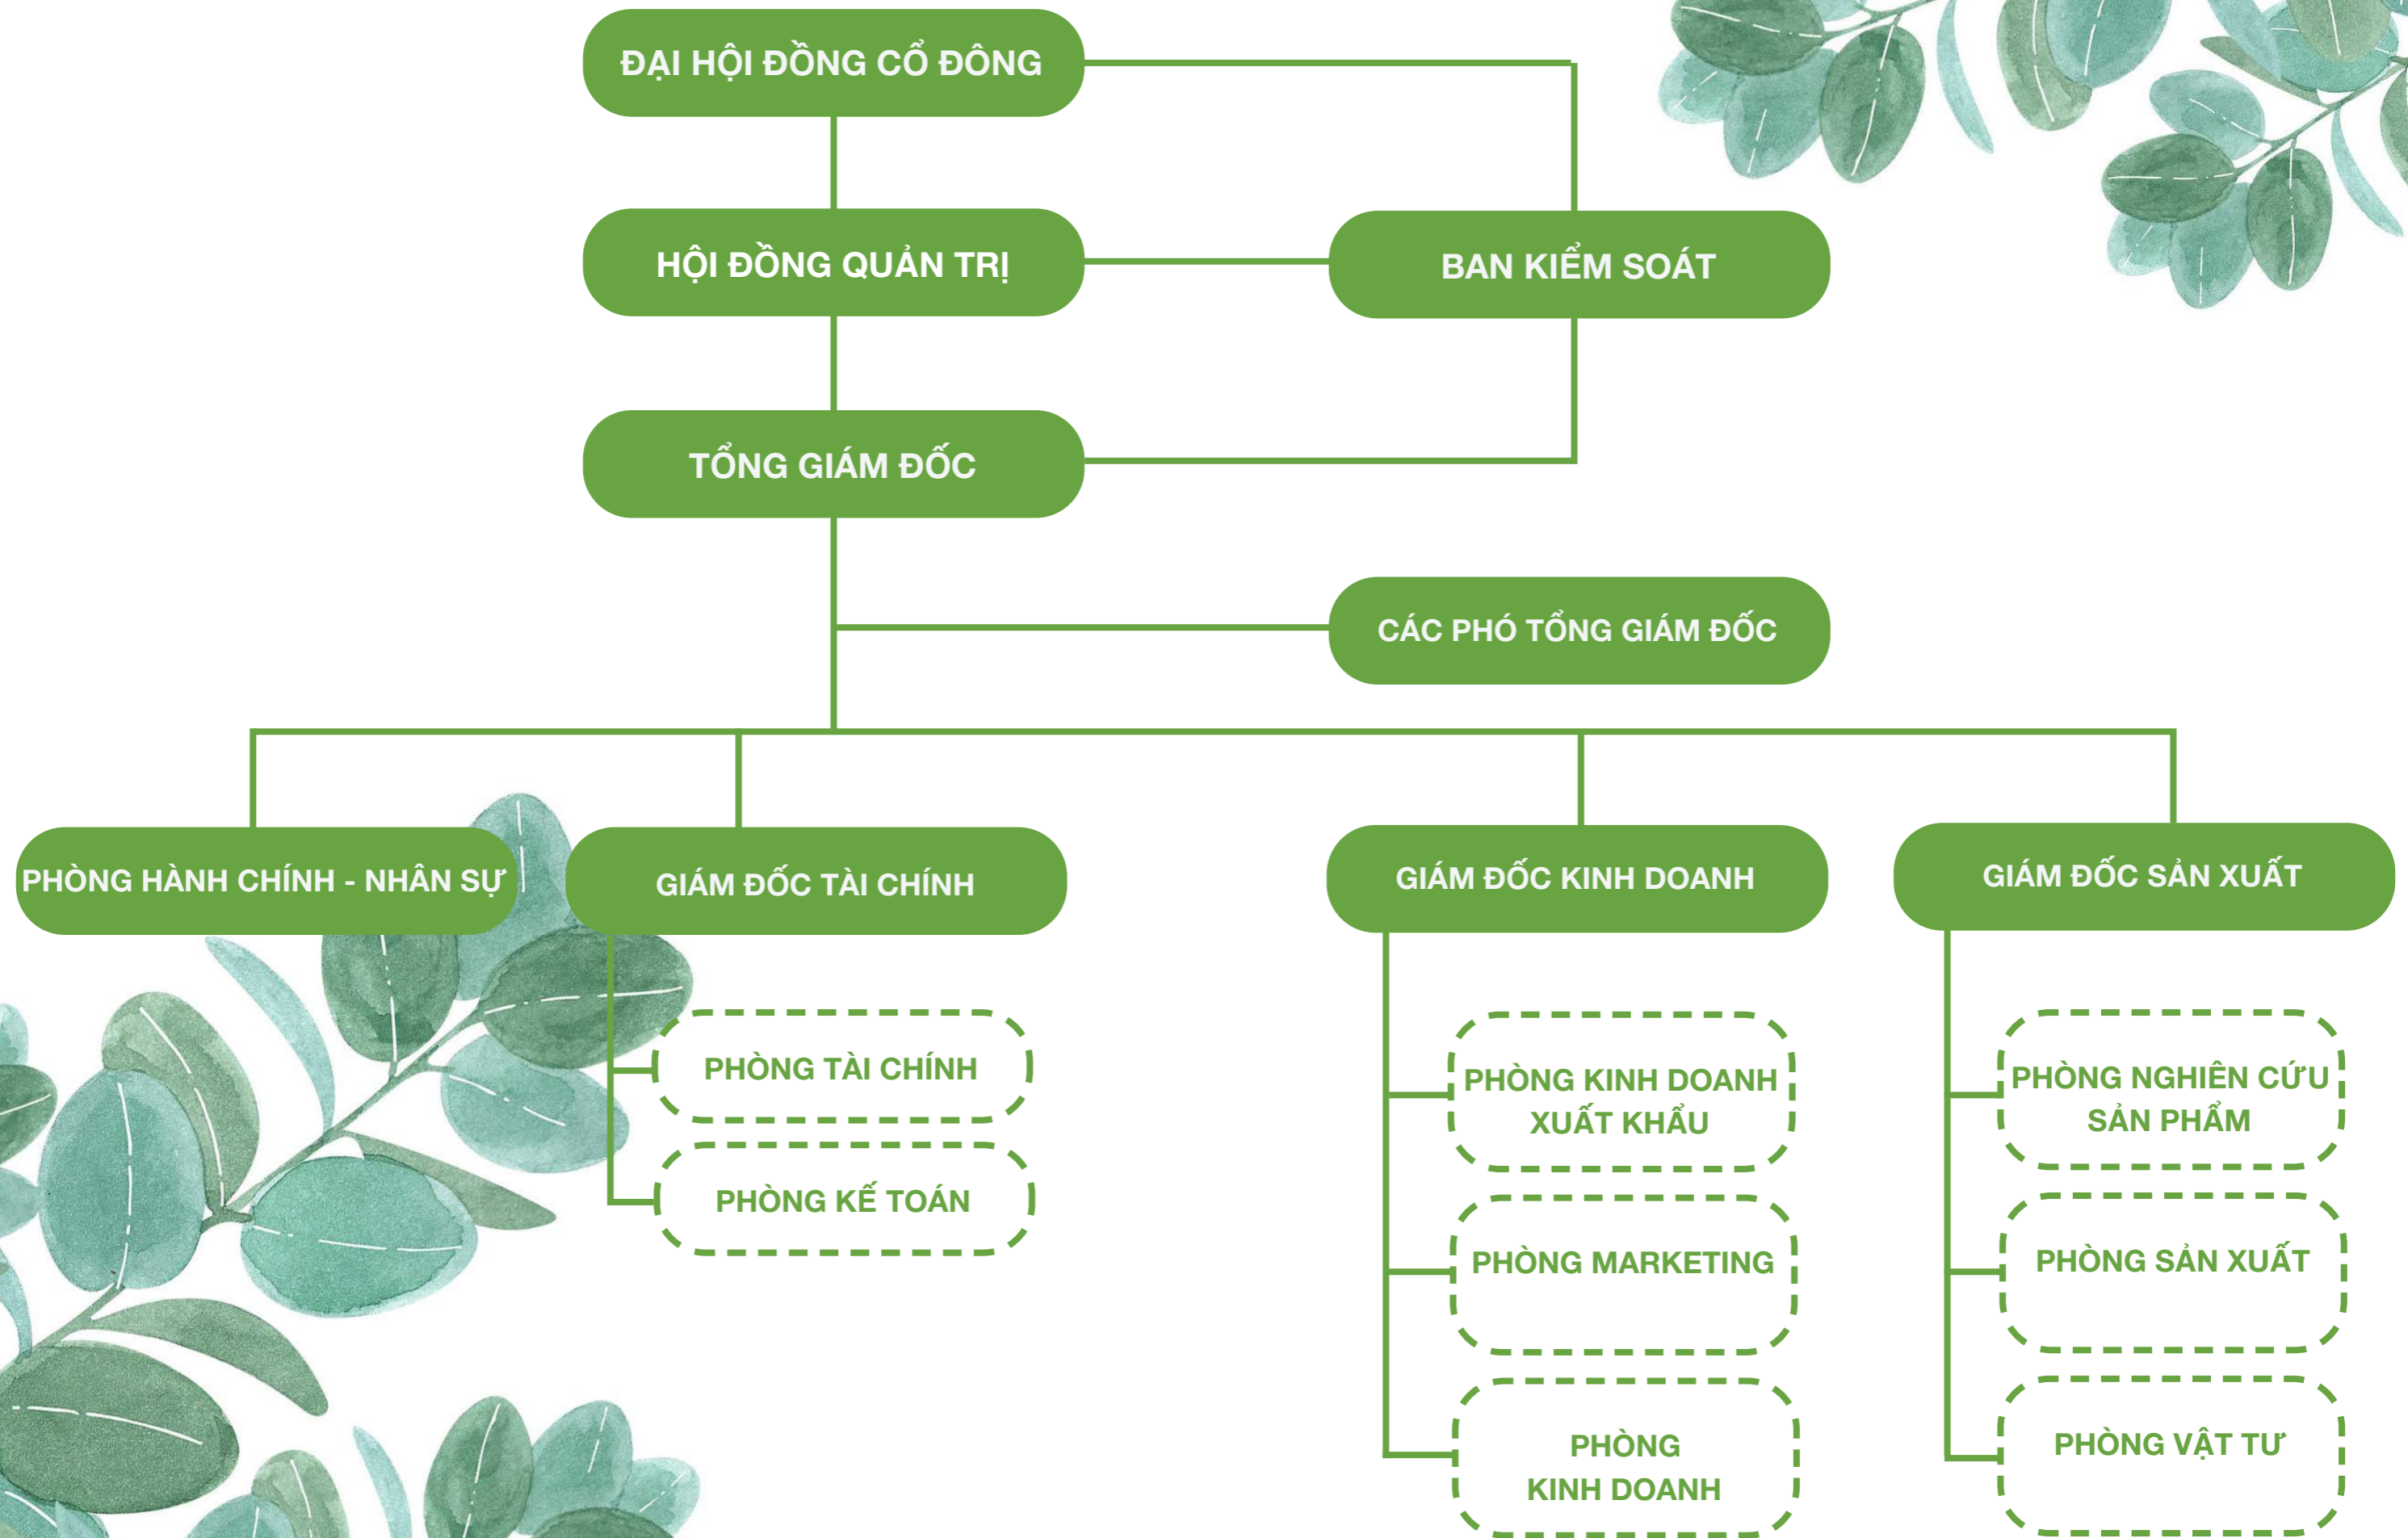 ĐẠI HỘI ĐỒNG CỔ ĐÔNG
HỘI ĐỒNG QUẢN TRỊ
BAN KIỂM SOÁT
TỔNG GIÁM ĐỐC
CÁC PHÓ TỔNG GIÁM ĐỐC
PHÒNG HÀNH CHÍNH - NHÂN SỰ
GIÁM ĐỐC TÀI CHÍNH
GIÁM ĐỐC KINH DOANH
GIÁM ĐỐC SẢN XUẤT
PHÒNG TÀI CHÍNH
PHÒNG KẾ TOÁN
PHÒNG KINH DOANH
XUẤT KHẨU
PHÒNG MARKETING
PHÒNG
KINH DOANH
PHÒNG NGHIÊN CỨU
SẢN PHẨM
PHÒNG SẢN XUẤT
PHÒNG VẬT TƯ